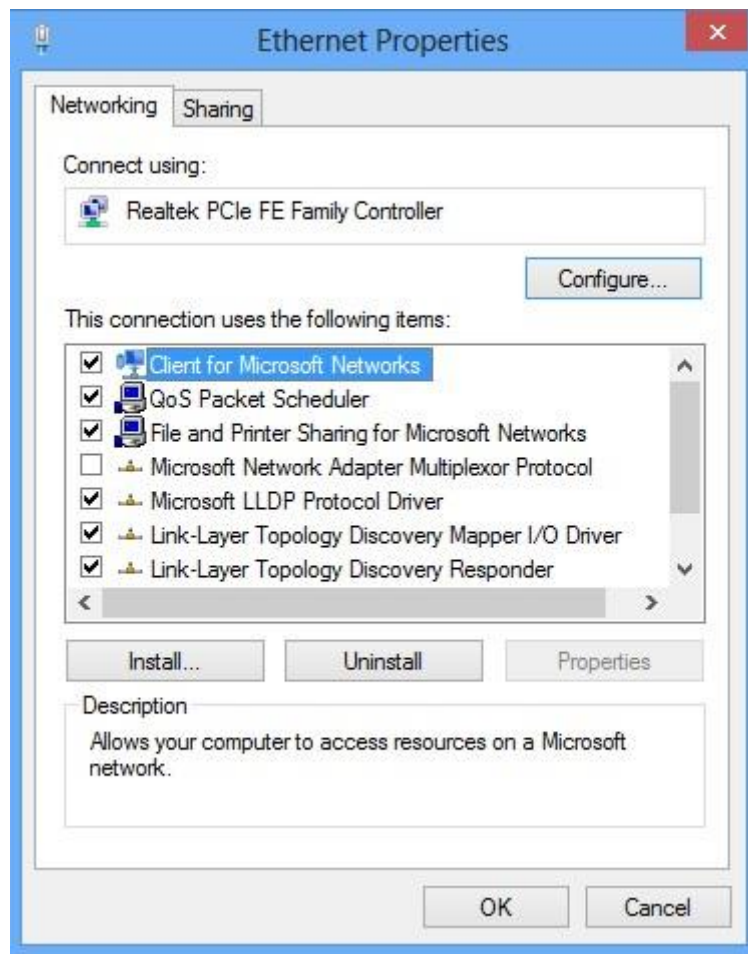 Ethernet Properties
Networking
Sharing
Connect using:
Realtek PCIe FE Family Controller
Configure...
This connection uses the following items:
Client for Microsoft Networks
QoS Packet Scheduler
File and Printer Sharing for Microsoft Networks
Microsoft Network Adapter Multiplexor Protocol
Microsoft LLDP Protocol Driver
Link-Layer Topology Discovery Mapper I/O Driver
Link-Layer Topology Discovery Responder
Install...
Uninstall
Properties
Description
Allows your computer to access resources on a Microsoft
network.
OK
Cancel